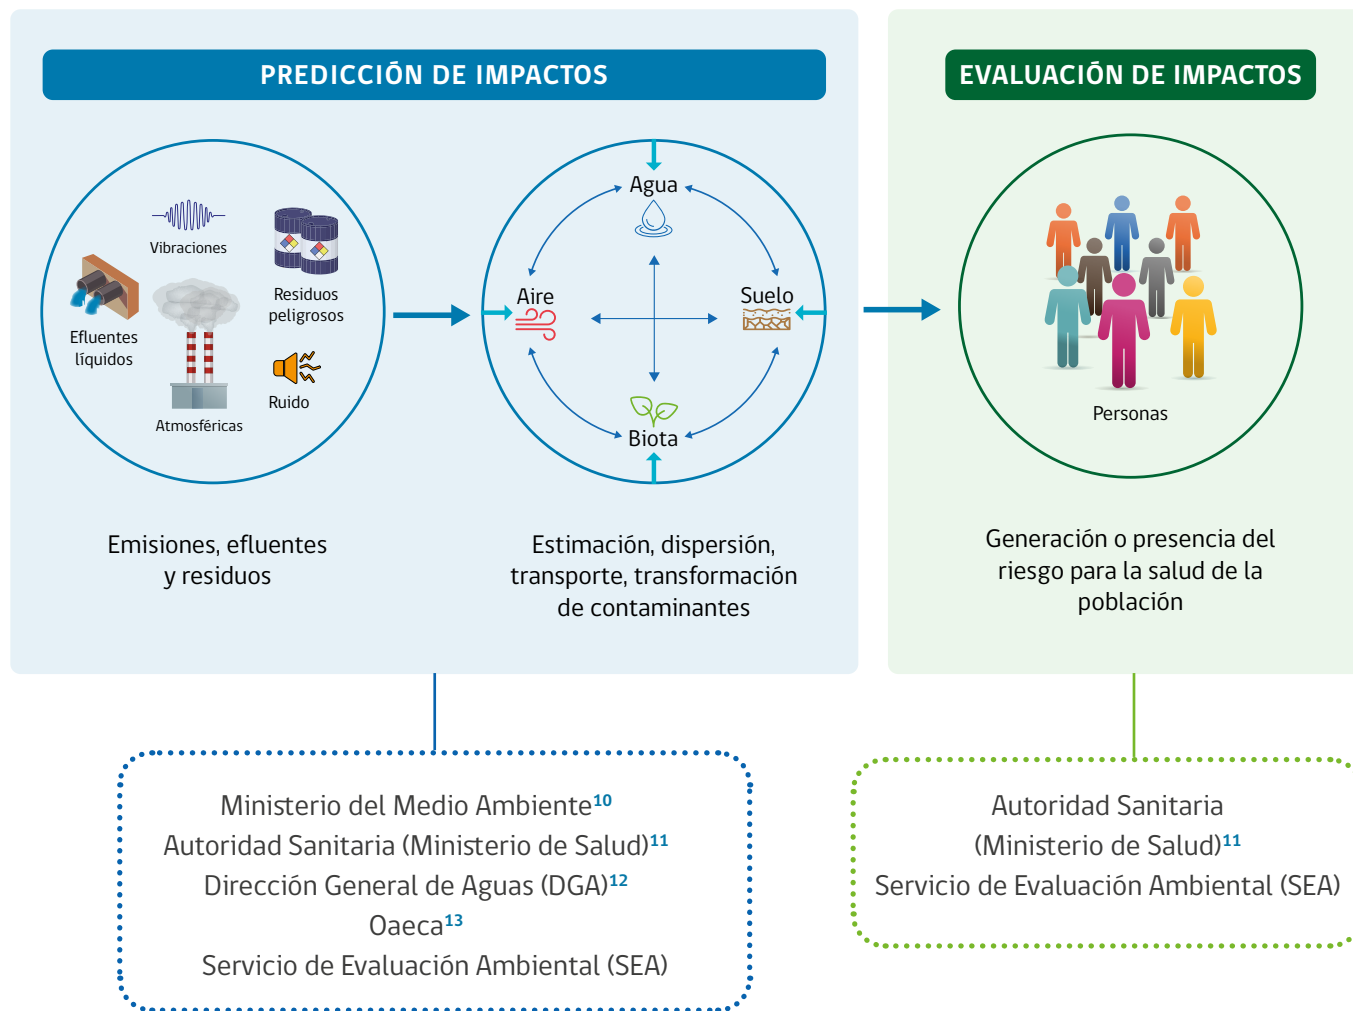 PREDICCIÓN DE IMPACTOS
Vibraciones
Residuos
peligrosos
Efluentes
líquidos
Ruido
Atmosféricas
Emisiones, efluentes
y residuos
Agua
Aire
Suelo
Biota
Estimación, dispersión,
transporte, transformación
de contaminantes
EVALUACIÓN DE IMPACTOS
Personas
Generación o presencia del
riesgo para la salud de la
población
Ministerio del Medio Ambiente10
Autoridad Sanitaria (Ministerio de Salud)11
Dirección General de Aguas (DGA)12
Oaeca13
Servicio de Evaluación Ambiental (SEA)
Autoridad Sanitaria
(Ministerio de Salud)11
Servicio de Evaluación Ambiental (SEA)